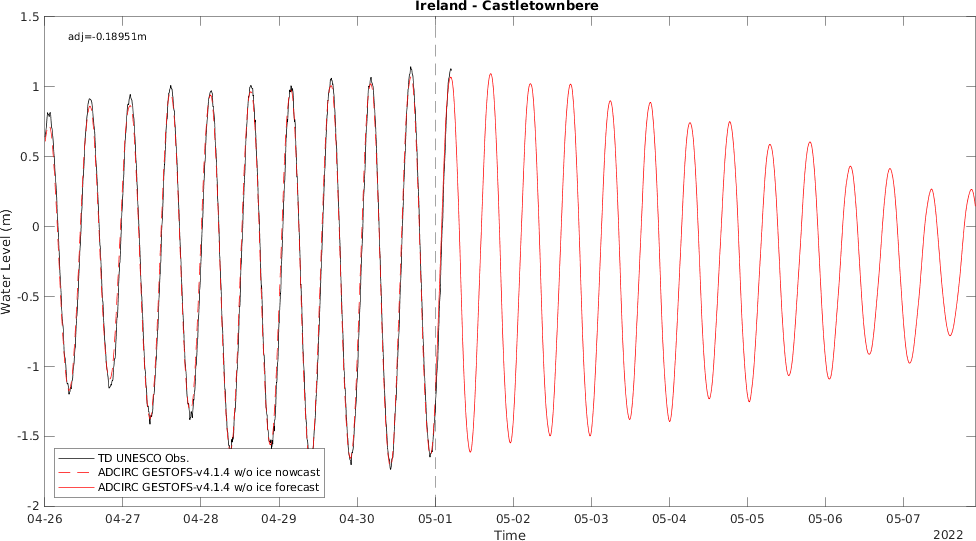 Ireland - Castletownbere
1.5
adj=-0.18951m
1
0.5
0
-0.5
-1
-1.5
-2
Water Level (m)
TD UNESCO Obs.
ADCIRC GESTOFS-v4.1.4 w/o ice nowcast
ADCIRC GESTOFS-v4.1.4 w/o ice forecast
04-26 04-27 04-28 04-29 04-30 05-01 05-02 05-03 05-04 05-05 05-06 05-07
Time
2022